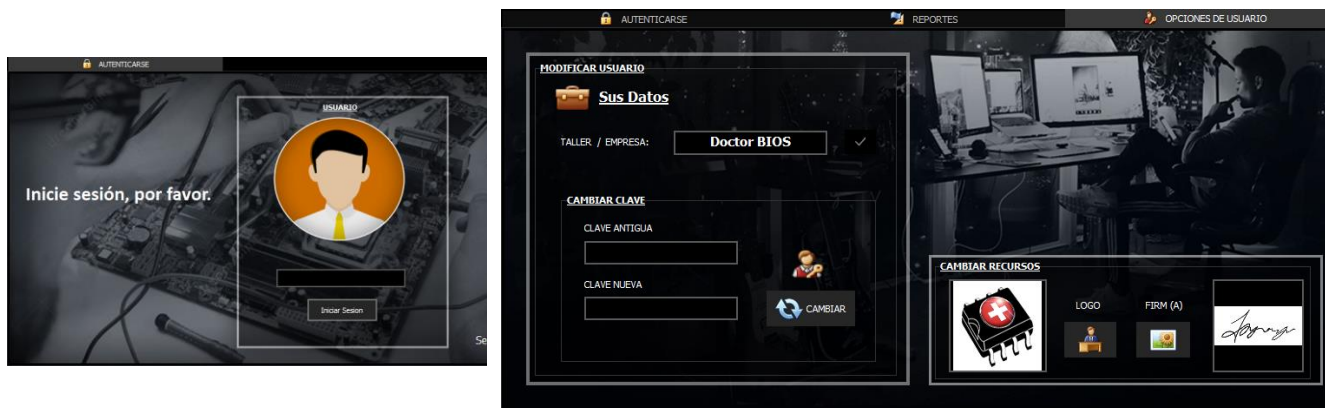 AUTENTICARSE
USUARIO
Inicie sesión, por favor.
Iniciar Sesion
Se
AUTENTICARSE
REPORTES
OPCIONES DE USUARIO
MODIFICAR USUARIO
Sus Datos
TALLER / EMPRESA:
Doctor BIOS
CAMBIAR CLAVE
CLAVE ANTIGUA
CLAVE NUEVA
CAMBIAR
CAMBIAR RECURSOS
LOGO
FIRM (A)